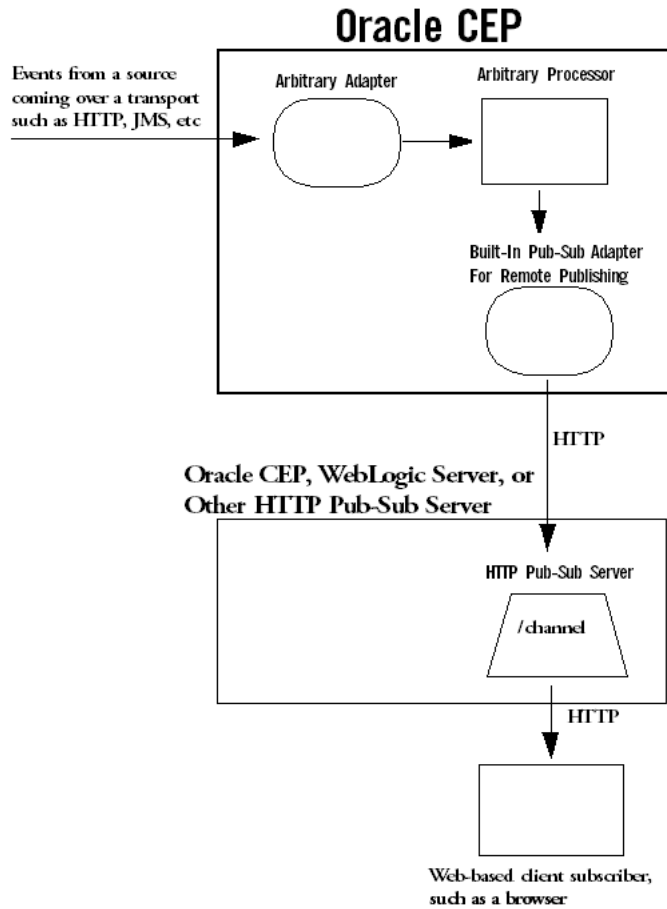 Oracle CEP
Events from a source
coming over a transport
such as HTTP, JMS, etc
Arbitrary Adapter
Arbitrary Processor
Built-In Pub-Sub Adapter
For Remote Publishing
HTTP
Oracle CEP, WebLogic Server, or
Other HTTP Pub-Sub Server
HTTP Pub-Sub Server
/channel
HTTP
Web-based client subscriber,
such as a browser